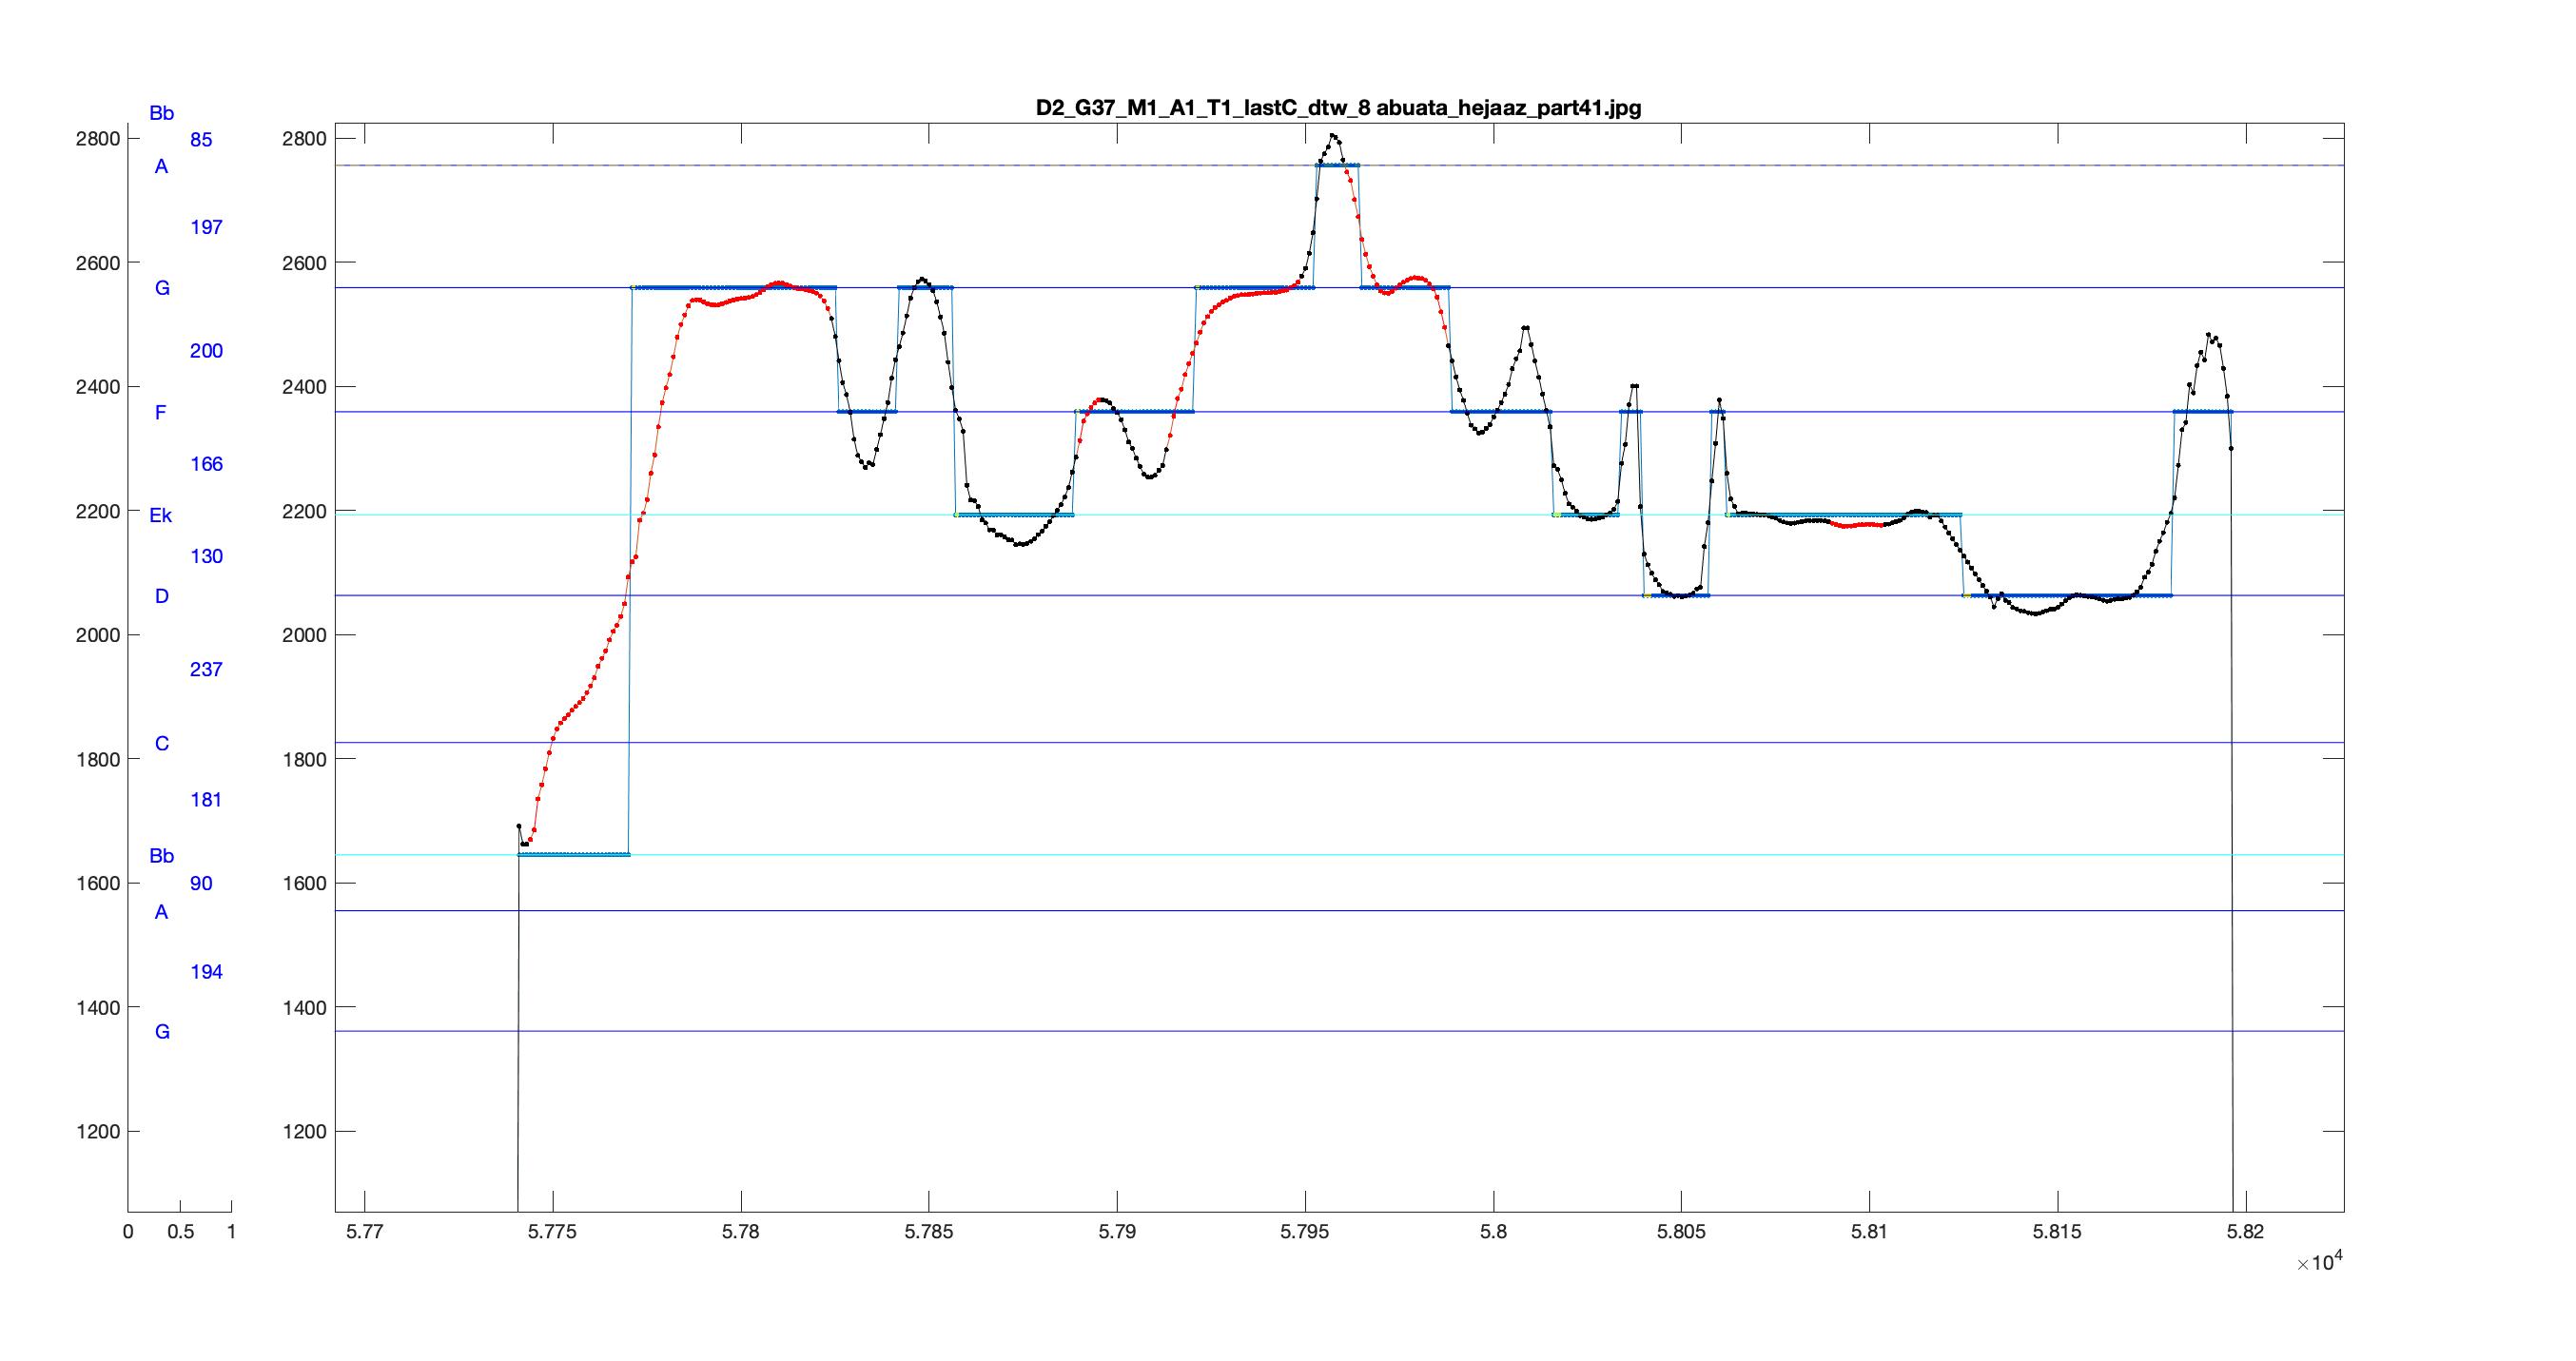 D2_G37_M1_A1_T1_lastC_dtw_8 abuata_hejaaz_part41.jpg
Bb
2800 85 2800
A
197
2600 2600
G
200
2400 F 2400
166
2200 Ek 2200
130
D
2000 2000
237
C
1800 1800
181
Bb
1600 90 1600
A
194
1400 1400
G
1200 1200
0 0.5 1 5.77 5.775 5.78 5.785 5.79 5.795 5.8 5.805 5.81 5.815 5.82
×10⁴